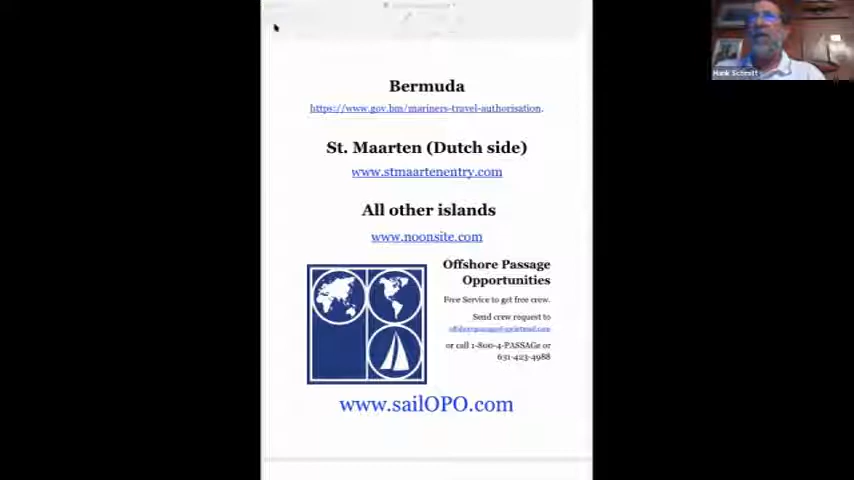 Bermuda
https://www.gov.bm/mariners-travel-authorisation.
St. Maarten (Dutch side)
www.stmaartenentry.com
All other islands
www.noonsite.com
Offshore Passage
Opportunities
Free Service to get free crew.
Send crew request to
or call 1-800-4-PASSAGe or
631-423-4988
www.sailOPO.com
Hank Schmitt